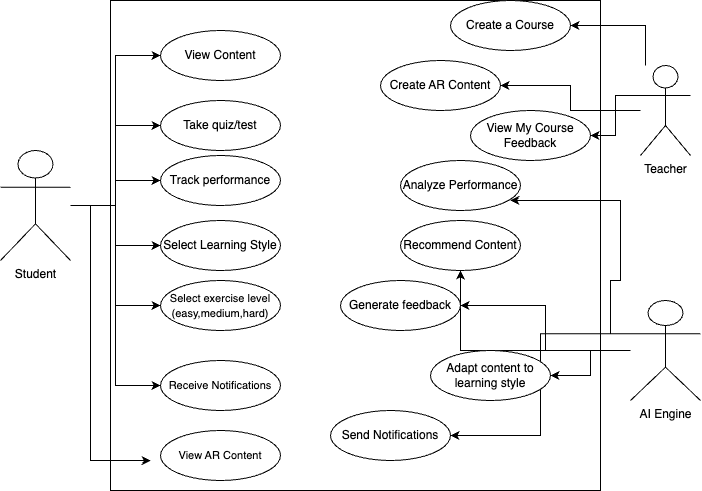 Create a Course
View Content
Create AR Content
Take quiz/test
View My Course
Feedback
Teacher
Track performance
Analyze Performance
Student
Select Learning Style
Recommend Content
Select exercise level
(easy,medium,hard)
Generate feedback
Receive Notifications
Adapt content to
learning style
AI Engine
Send Notifications
View AR Content